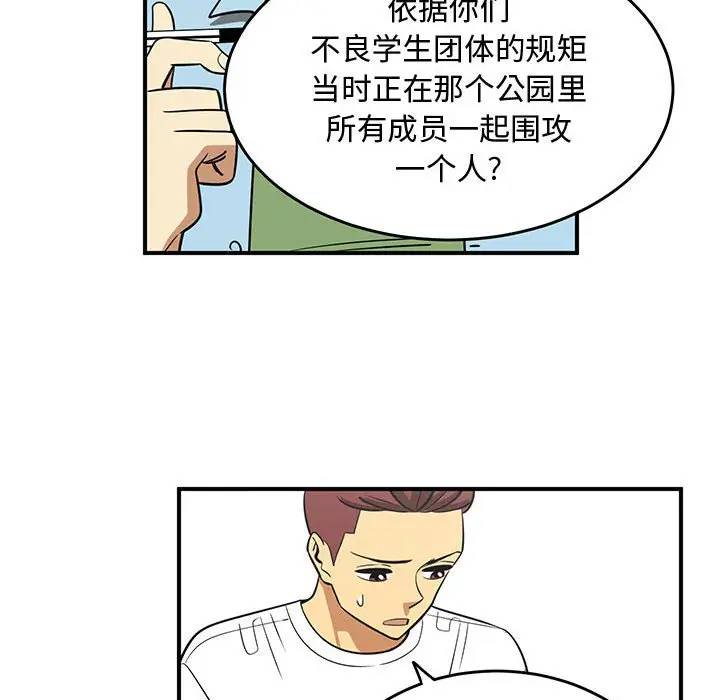 依据你们
不良学生团体的规矩
当时正在那个公园里
所有成员一起围攻
一个人?